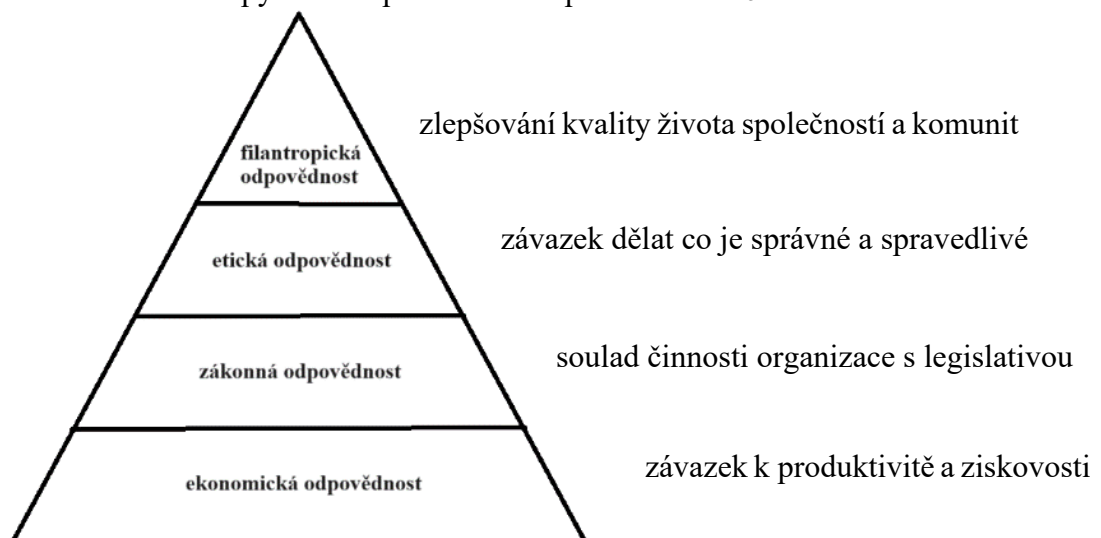 zlepšování kvality života společností a komunit
filantropická
odpovědnost
závazek dělat co je správné a spravedlivé
etická odpovědnost
soulad činnosti organizace s legislativou
zákonná odpovědnost
závazek k produktivitě a ziskovosti
ekonomická odpovědnost